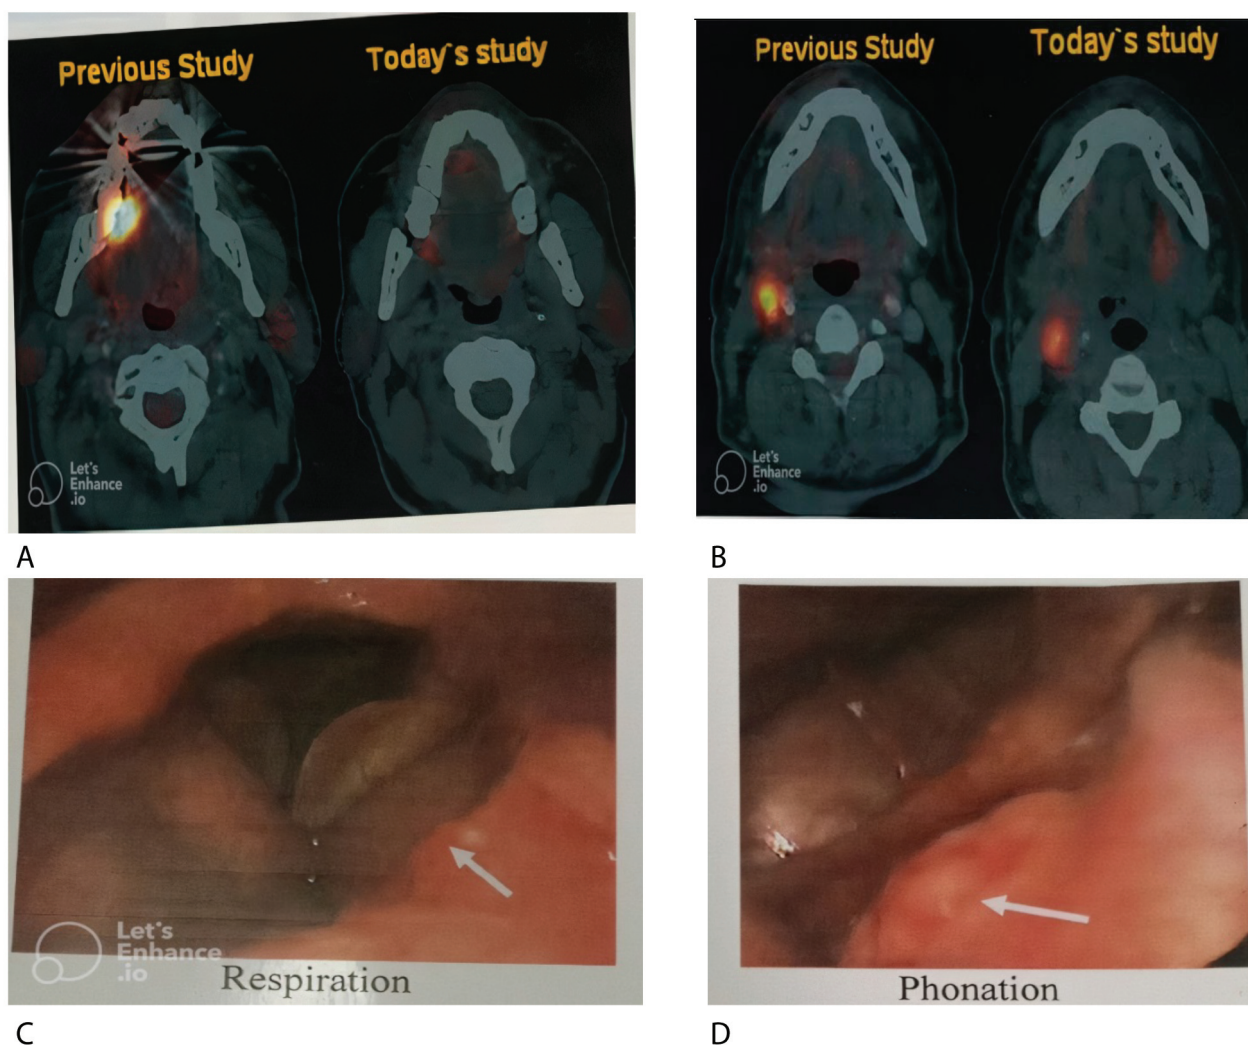 Previous Study
Today`s study
Let's
Enhance
.io
A
Previous Study
Today`s study
Let's
Enhance
.io
B
Let's
Enhance
.io
Respiration
C
Phonation
D